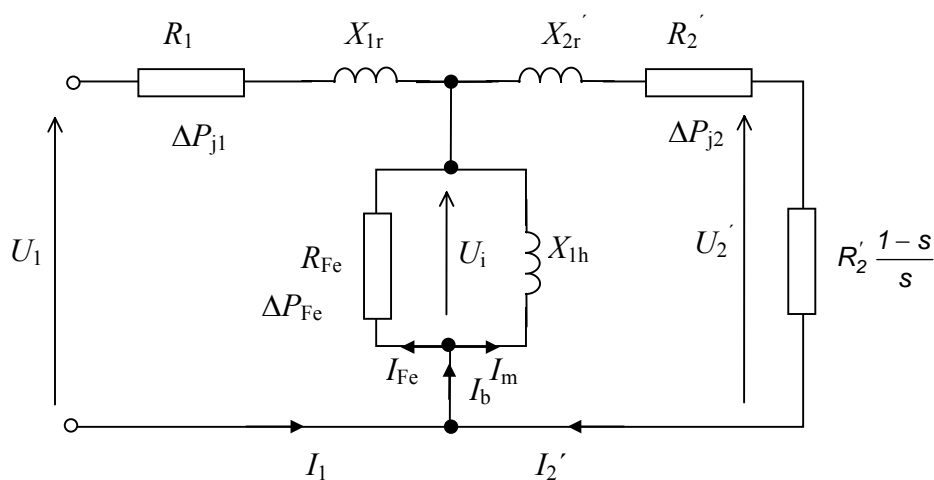 R1 X1r X2r′ R2′
ΔPj1 ΔPj2
U1 RFe Ui X1h U2′ R2′ 1 – s / s
ΔPFe
IFe Im
Ib
I1 I2′